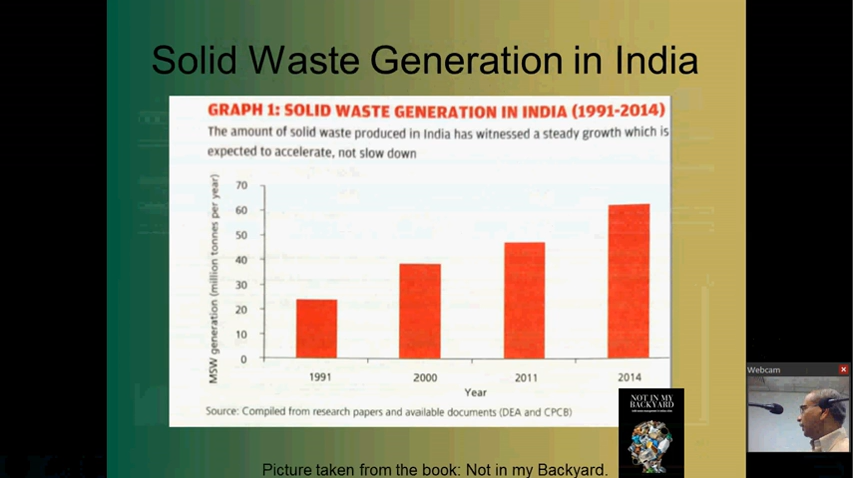 Solid Waste Generation in India
GRAPH 1: SOLID WASTE GENERATION IN INDIA (1991-2014)
The amount of solid waste produced in India has witnessed a steady growth which is
expected to accelerate, not slow down
MSW generation (million tonnes per year)
70
60
50
40
30
20
10
0
1991 2000 2011 2014
Year
Source: Compiled from research papers and available documents (DEA and CPCB)
NOT IN MY
BACKYARD
Picture taken from the book: Not in my Backyard.
Webcam